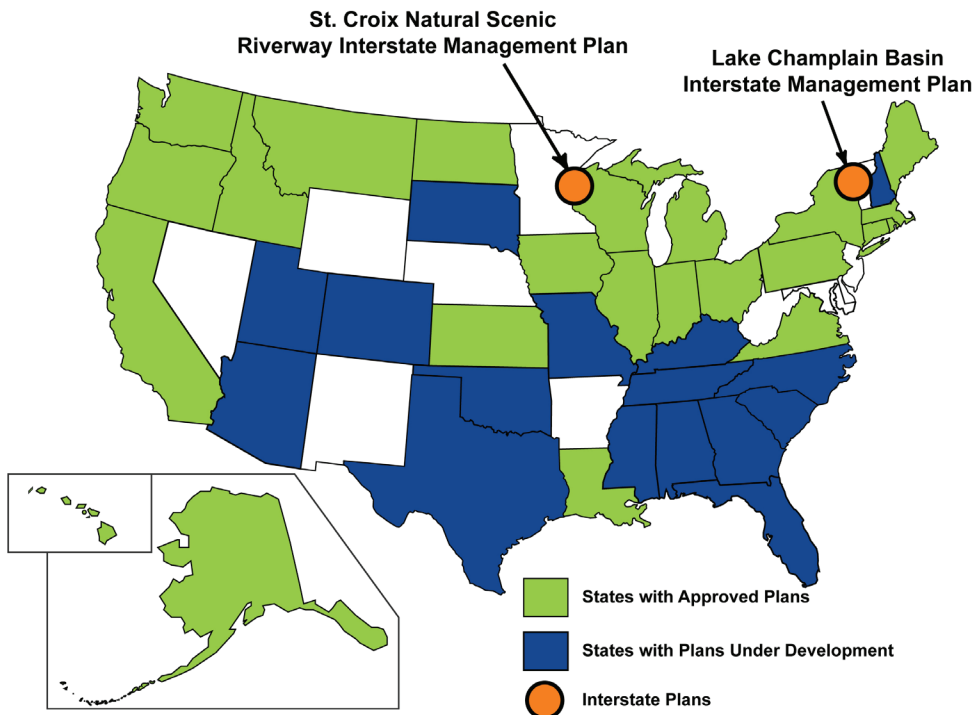 St. Croix Natural Scenic
Riverway Interstate Management Plan
Lake Champlain Basin
Interstate Management Plan
States with Approved Plans
States with Plans Under Development
Interstate Plans